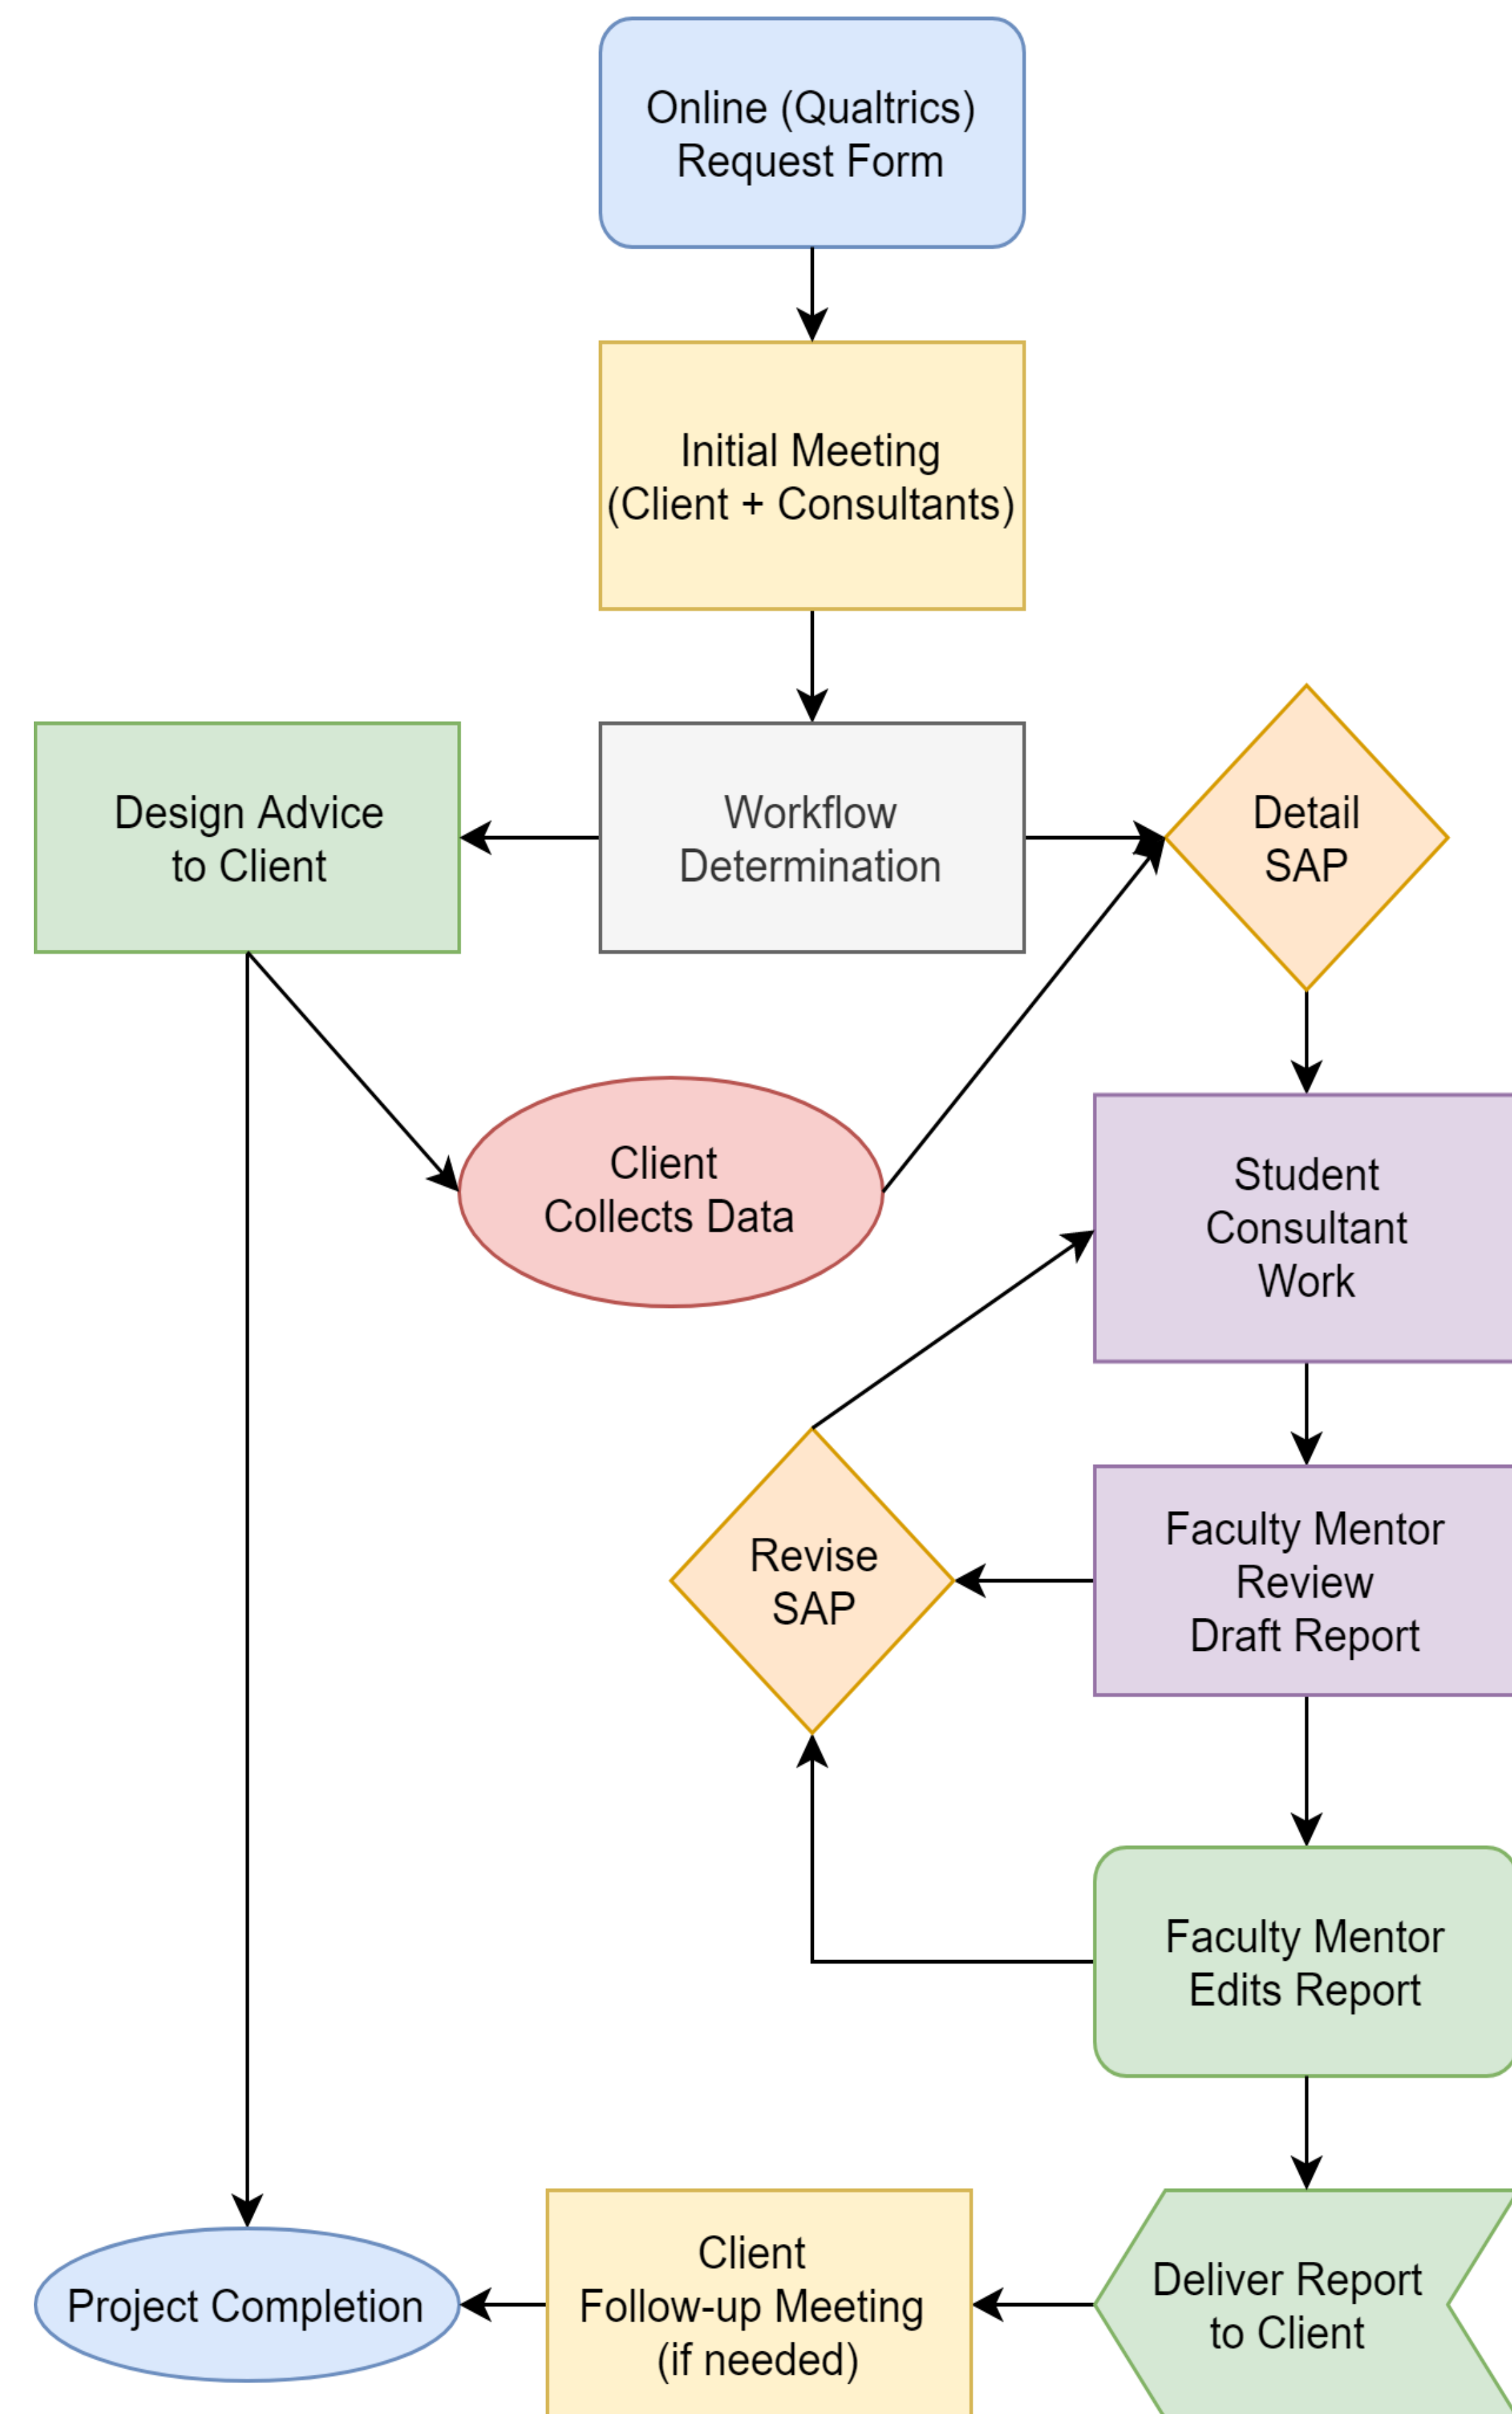 Online (Qualtrics)
Request Form
Initial Meeting
(Client + Consultants)
Design Advice
to Client
Workflow
Determination
Detail
SAP
Client
Collects Data
Student
Consultant
Work
Revise
SAP
Faculty Mentor
Review
Draft Report
Faculty Mentor
Edits Report
Project Completion
Client
Follow-up Meeting
(if needed)
Deliver Report
to Client